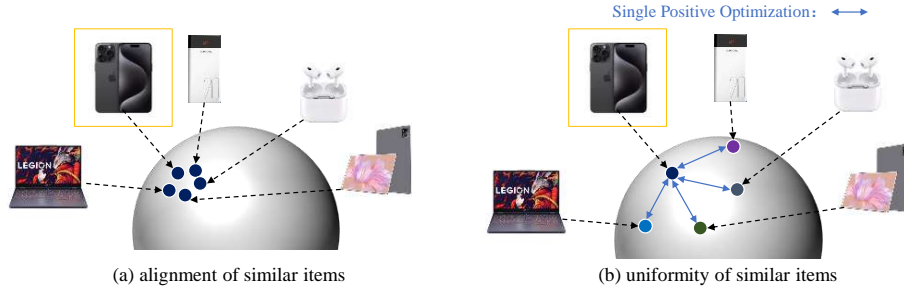 Single Positive Optimization:
LEGION
LEGION
(a) alignment of similar items
(b) uniformity of similar items